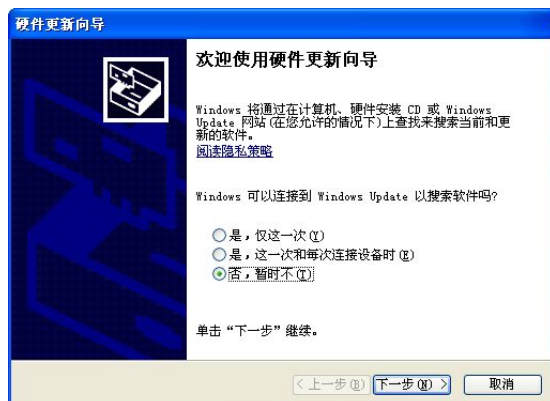 硬件更新向导
欢迎使用硬件更新向导
Windows 将通过在计算机、硬件安装 CD 或 Windows
Update 网站(在您允许的情况下)上查找来搜索当前和更
新的软件。
阅读隐私策略
Windows 可以连接到 Windows Update 以搜索软件吗?
是，仅这一次(Y)
是，这一次和每次连接设备时(E)
否，暂时不(T)
单击“下一步”继续。
< 上一步(B) 下一步(N) > 取消